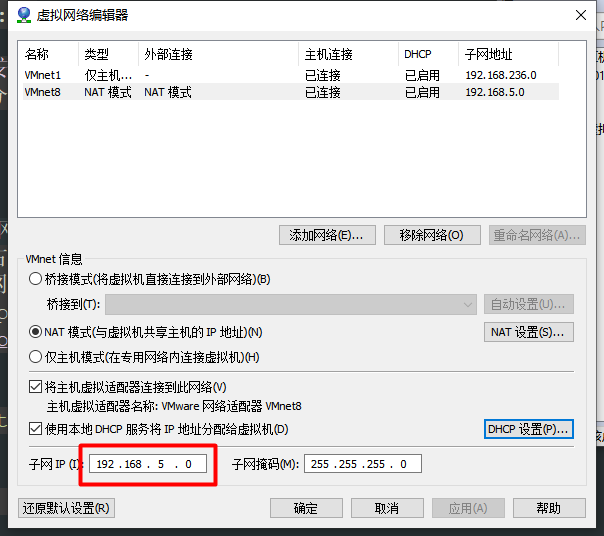 虚拟网络编辑器
名称 类型 外部连接 主机连接 DHCP 子网地址
VMnet1 仅主机... - 已连接 已启用 192.168.236.0
VMnet8 NAT 模式 NAT 模式 已连接 已启用 192.168.5.0
添加网络(E)... 移除网络(O) 重命名网络(A)...
VMnet 信息
桥接模式(将虚拟机直接连接到外部网络)(B)
桥接到(T): 自动设置(U)...
NAT 模式(与虚拟机共享主机的 IP 地址)(N) NAT 设置(S)...
仅主机模式(在专用网络内连接虚拟机)(H)
将主机虚拟适配器连接到此网络(V)
主机虚拟适配器名称: VMware 网络适配器 VMnet8
使用本地 DHCP 服务将 IP 地址分配给虚拟机(D) DHCP 设置(P)...
子网 IP (I): 192 . 168 . 5 . 0 子网掩码(M): 255 . 255 . 255 . 0
还原默认设置(R) 确定 取消 应用(A) 帮助